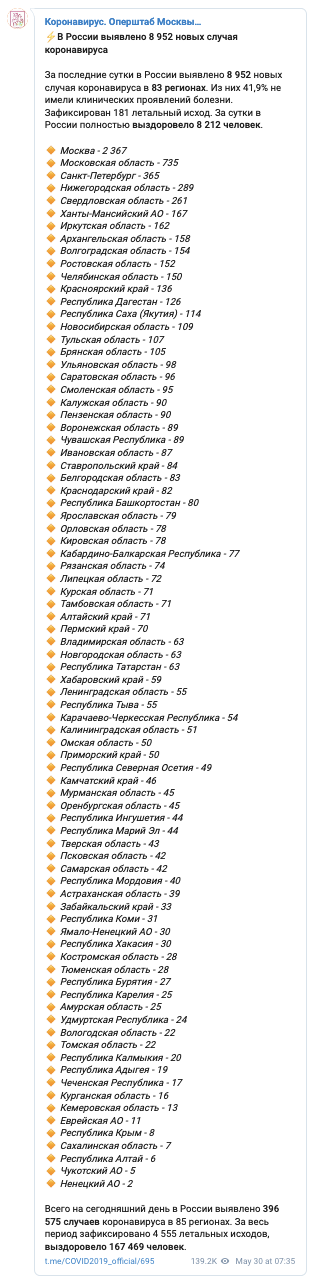 Коронавирус. Оперштаб Москвы...
⚡В России выявлено 8 952 новых случая
коронавируса
За последние сутки в России выявлено 8 952 новых
случая коронавируса в 83 регионах. Из них 41,9% не
имели клинических проявлений болезни.
Зафиксирован 181 летальный исход. За сутки в
России полностью выздоровело 8 212 человек.
🔸 Москва - 2 367
🔸 Московская область - 735
🔸 Санкт-Петербург - 365
🔸 Нижегородская область - 289
🔸 Свердловская область - 261
🔸 Ханты-Мансийский АО - 167
🔸 Иркутская область - 162
🔸 Архангельская область - 158
🔸 Волгоградская область - 154
🔸 Ростовская область - 152
🔸 Челябинская область - 150
🔸 Красноярский край - 136
🔸 Республика Дагестан - 126
🔸 Республика Саха (Якутия) - 114
🔸 Новосибирская область - 109
🔸 Тульская область - 107
🔸 Брянская область - 105
🔸 Ульяновская область - 98
🔸 Саратовская область - 96
🔸 Смоленская область - 95
🔸 Калужская область - 90
🔸 Пензенская область - 90
🔸 Воронежская область - 89
🔸 Чувашская Республика - 89
🔸 Ивановская область - 87
🔸 Ставропольский край - 84
🔸 Белгородская область - 83
🔸 Краснодарский край - 82
🔸 Республика Башкортостан - 80
🔸 Ярославская область - 79
🔸 Орловская область - 78
🔸 Кировская область - 78
🔸 Кабардино-Балкарская Республика - 77
🔸 Рязанская область - 74
🔸 Липецкая область - 72
🔸 Курская область - 71
🔸 Тамбовская область - 71
🔸 Алтайский край - 71
🔸 Пермский край - 70
🔸 Владимирская область - 63
🔸 Новгородская область - 63
🔸 Республика Татарстан - 63
🔸 Хабаровский край - 59
🔸 Ленинградская область - 55
🔸 Республика Тыва - 55
🔸 Карачаево-Черкесская Республика - 54
🔸 Калининградская область - 51
🔸 Омская область - 50
🔸 Приморский край - 50
🔸 Республика Северная Осетия - 49
🔸 Камчатский край - 46
🔸 Мурманская область - 45
🔸 Оренбургская область - 45
🔸 Республика Ингушетия - 44
🔸 Республика Марий Эл - 44
🔸 Тверская область - 43
🔸 Псковская область - 42
🔸 Самарская область - 42
🔸 Республика Мордовия - 40
🔸 Астраханская область - 39
🔸 Забайкальский край - 33
🔸 Республика Коми - 31
🔸 Ямало-Ненецкий АО - 30
🔸 Республика Хакасия - 30
🔸 Костромская область - 28
🔸 Тюменская область - 28
🔸 Республика Бурятия - 27
🔸 Республика Карелия - 25
🔸 Амурская область - 25
🔸 Удмуртская Республика - 24
🔸 Вологодская область - 22
🔸 Томская область - 22
🔸 Республика Калмыкия - 20
🔸 Республика Адыгея - 19
🔸 Чеченская Республика - 17
🔸 Курганская область - 16
🔸 Кемеровская область - 13
🔸 Еврейская АО - 11
🔸 Республика Крым - 8
🔸 Сахалинская область - 7
🔸 Республика Алтай - 6
🔸 Чукотский АО - 5
🔸 Ненецкий АО - 2
Всего на сегодняшний день в России выявлено 396
575 случаев коронавируса в 85 регионах. За весь
период зафиксировано 4 555 летальных исходов,
выздоровело 167 469 человек.
t.me/COVID2019_official/695 139.2K May 30 at 07:35